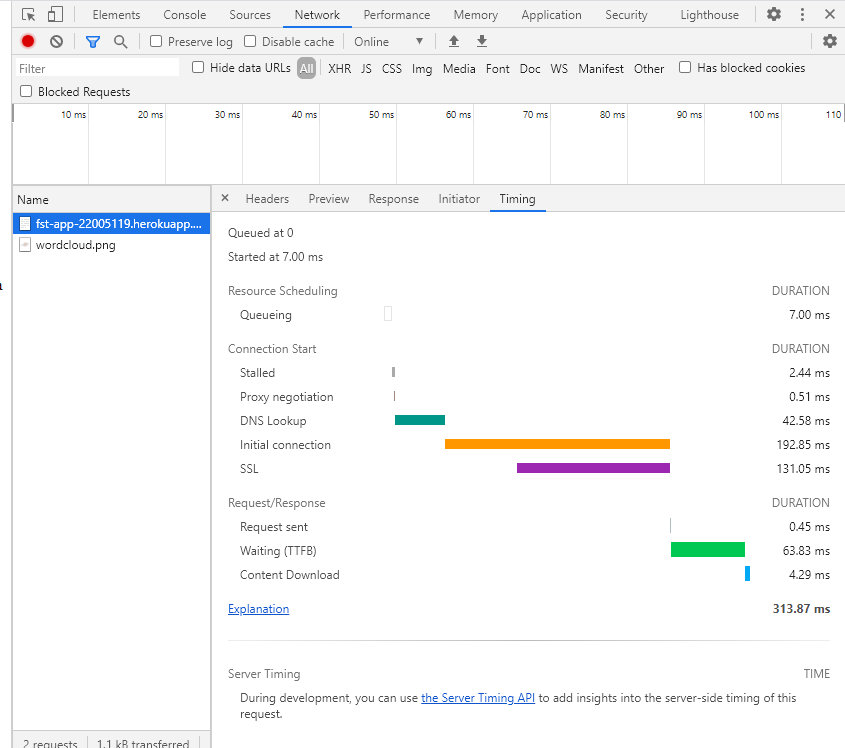 Elements Console Sources Network Performance Memory Application Security Lighthouse
Preserve log Disable cache Online
Filter Hide data URLs All XHR JS CSS Img Media Font Doc WS Manifest Other Has blocked cookies
Blocked Requests
10 ms 20 ms 30 ms 40 ms 50 ms 60 ms 70 ms 80 ms 90 ms 100 ms 110
Name
fst-app-22005119.herokuapp....
wordcloud.png
× Headers Preview Response Initiator Timing
Queued at 0
Started at 7.00 ms
Resource Scheduling DURATION
Queueing 7.00 ms
Connection Start DURATION
Stalled 2.44 ms
Proxy negotiation 0.51 ms
DNS Lookup 42.58 ms
Initial connection 192.85 ms
SSL 131.05 ms
Request/Response DURATION
Request sent 0.45 ms
Waiting (TTFB) 63.83 ms
Content Download 4.29 ms
Explanation 313.87 ms
Server Timing TIME
During development, you can use the Server Timing API to add insights into the server-side timing of this
request.
2 requests 1.1 kB transferred